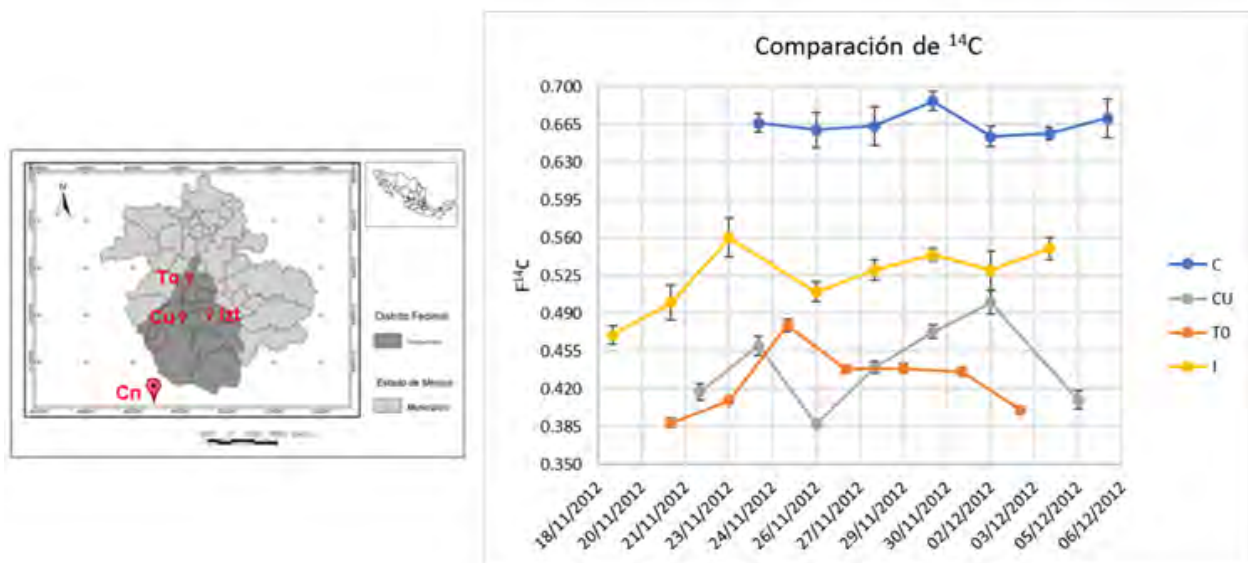 N
Tq
Cu
Izt
Cn
Distrito Federal
Estado de México
Municipios
Comparación de ¹⁴C
F¹⁴C
0.700
0.665
0.630
0.595
0.560
0.525
0.490
0.455
0.420
0.385
0.350
18/11/2012
20/11/2012
21/11/2012
23/11/2012
24/11/2012
26/11/2012
27/11/2012
29/11/2012
30/11/2012
02/12/2012
03/12/2012
05/12/2012
06/12/2012
C
CU
TO
I